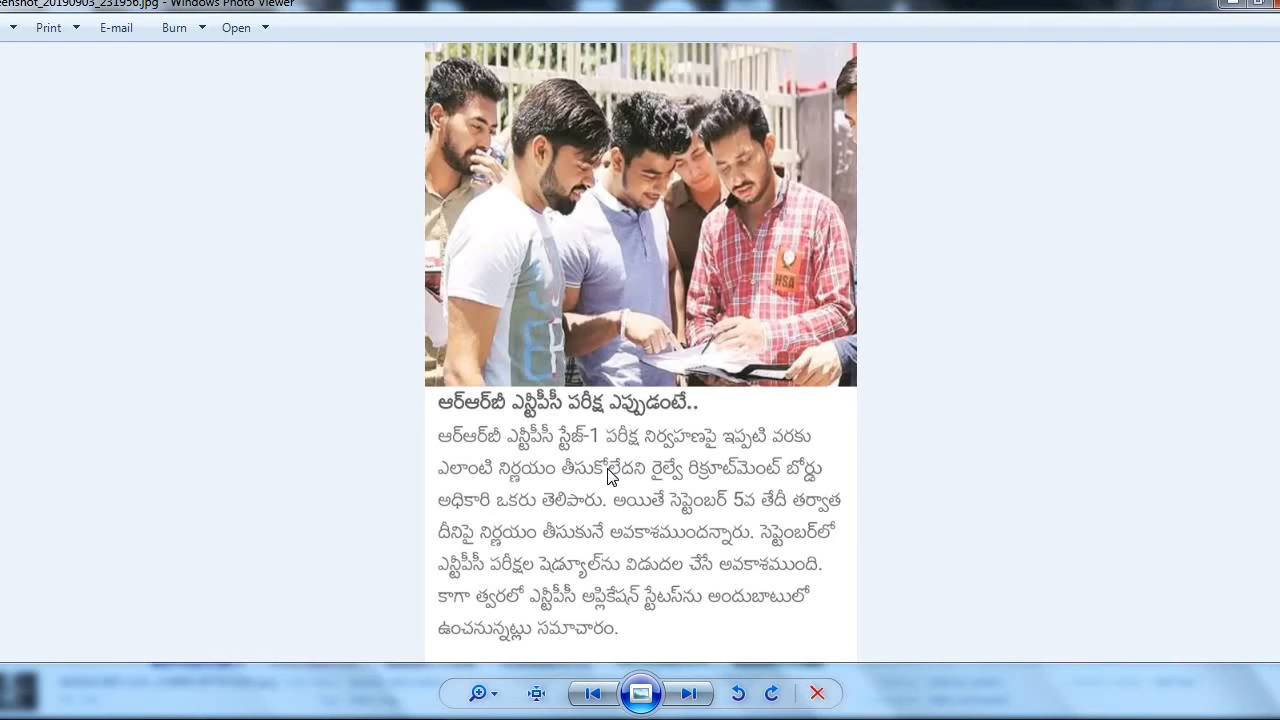 eenshot_20190903_231956.jpg - Windows Photo Viewer
Print E-mail Burn Open
HSA
ఆర్ఆర్‌బీ ఎన్టీపీసీ పరీక్ష ఎప్పుడంటే..
ఆర్ఆర్‌బీ ఎన్టీపీసీ స్టేజ్-1 పరీక్ష నిర్వహణపై ఇప్పటి వరకు
ఎలాంటి నిర్ణయం తీసుకోలేదని రైల్వే రిక్రూట్‌మెంట్ బోర్డు
అధికారి ఒకరు తెలిపారు. అయితే సెప్టెంబర్ 5వ తేదీ తర్వాత
దీనిపై నిర్ణయం తీసుకునే అవకాశముందన్నారు. సెప్టెంబర్‌లో
ఎన్టీపీసీ పరీక్షల షెడ్యూల్‌ను విడుదల చేసే అవకాశముంది.
కాగా త్వరలో ఎన్టీపీసీ అప్లికేషన్ స్టేటస్‌ను అందుబాటులో
ఉంచనున్నట్లు సమాచారం.